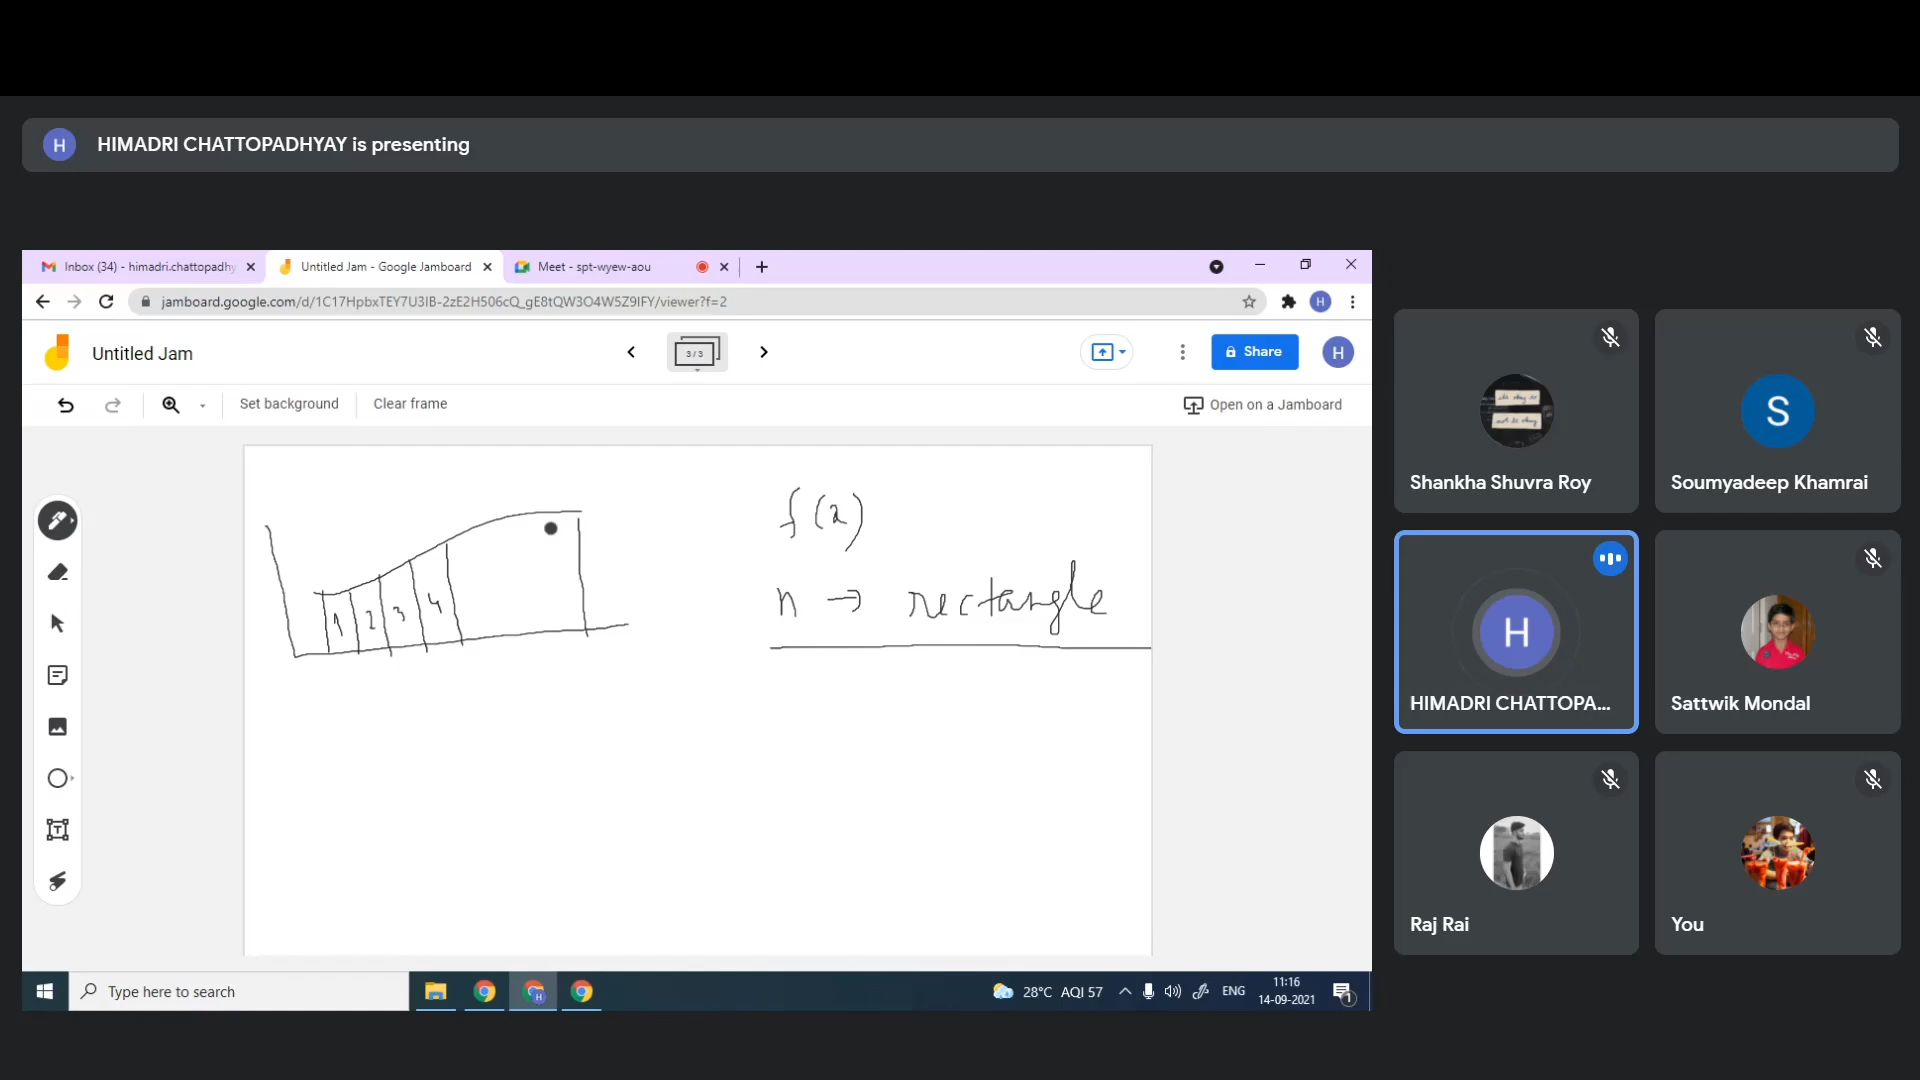 H HIMADRI CHATTOPADHYAY is presenting
Inbox (34) - himadri.chattopadhy
Untitled Jam - Google Jamboard
Meet - spt-wyew-aou
jamboard.google.com/d/1C17HpbxTEY7U3IB-2zE2H506cQ_gE8tQW3O4W5Z9IFY/viewer?f=2
H
Untitled Jam
3 / 3
Share
H
Set background
Clear frame
Open on a Jamboard
f(x)
n → rectangle
1 2 3 4
Shankha Shuvra Roy
S
Soumyadeep Khamrai
H
HIMADRI CHATTOPA...
Sattwik Mondal
Raj Rai
You
Type here to search
28°C AQI 57
ENG
11:16
14-09-2021
1